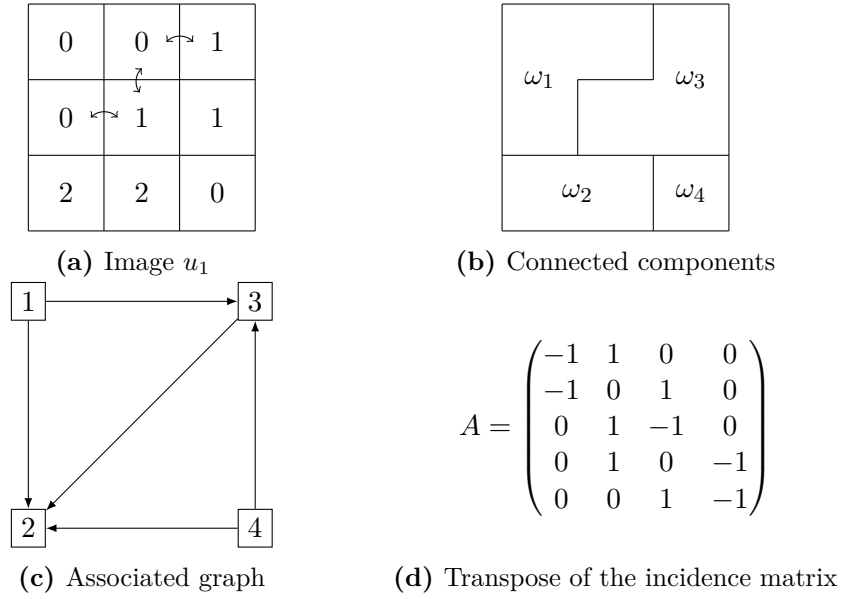 0 0 1
0 1 1
2 2 0
(a) Image u₁
ω₁ ω₃
ω₂ ω₄
(b) Connected components
1 3
2 4
(c) Associated graph
A = ( −1 1 0 0
−1 0 1 0
0 1 −1 0
0 1 0 −1
0 0 1 −1 )
(d) Transpose of the incidence matrix